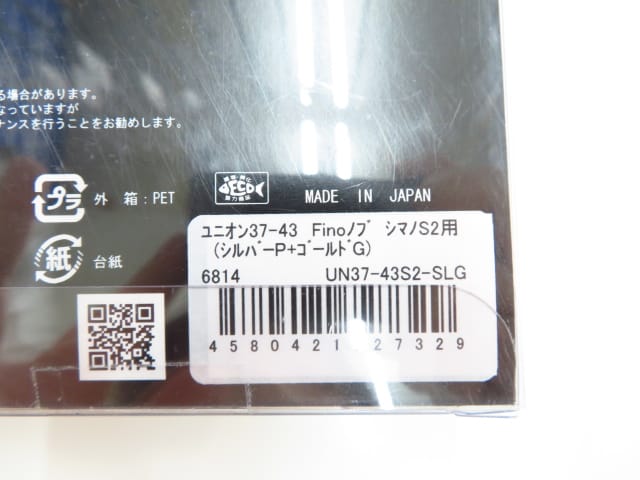 る場合があります。
なっていますが
ナンスを行うことをお勧めします。
プラ 外 箱：PET
ECO
MADE IN JAPAN
紙 台紙
ユニオン37-43 Finoﾉﾌﾞ シマノS2用
(ｼﾙﾊﾞｰP+ｺﾞｰﾙﾄﾞG)
6814 UN37-43S2-SLG